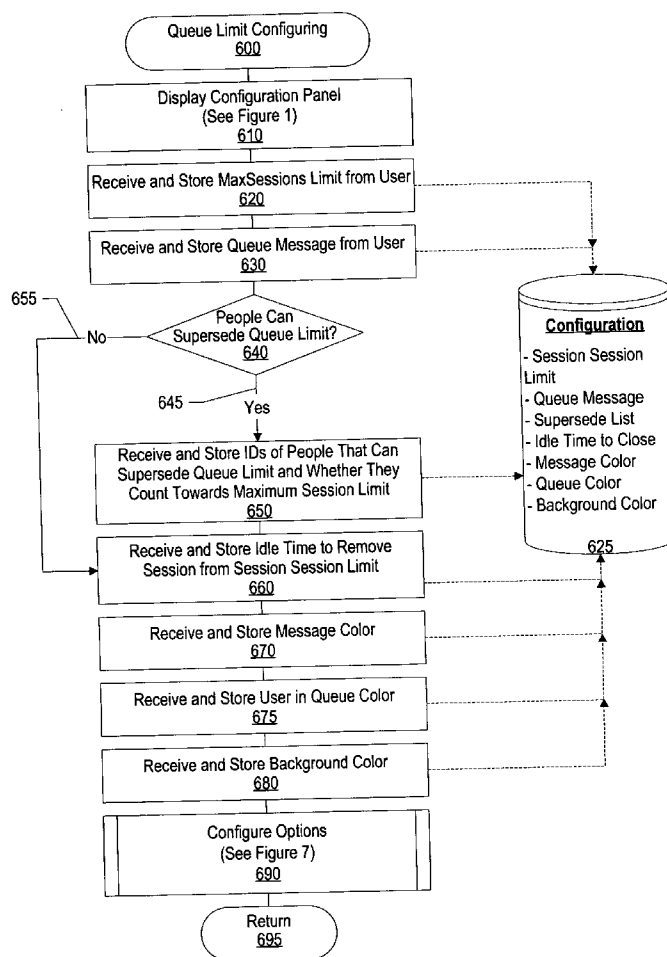 Queue Limit Configuring
600
Display Configuration Panel
(See Figure 1)
610
Receive and Store MaxSessions Limit from User
620
Receive and Store Queue Message from User
630
655
No
People Can
Supersede Queue Limit?
640
645
Yes
Receive and Store IDs of People That Can
Supersede Queue Limit and Whether They
Count Towards Maximum Session Limit
650
Receive and Store Idle Time to Remove
Session from Session Session Limit
660
Receive and Store Message Color
670
Receive and Store User in Queue Color
675
Receive and Store Background Color
680
Configure Options
(See Figure 7)
690
Return
695
Configuration
- Session Session
Limit
- Queue Message
- Supersede List
- Idle Time to Close
- Message Color
- Queue Color
- Background Color
625